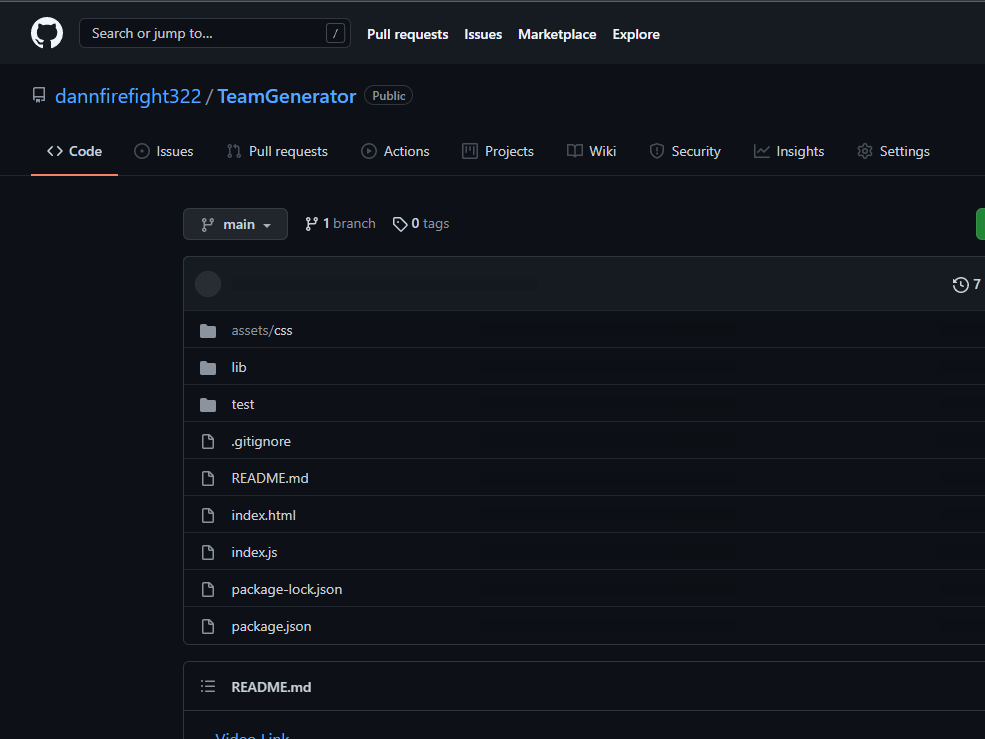 Search or jump to... / Pull requests Issues Marketplace Explore
dannfirefight322 / TeamGenerator Public
Code Issues Pull requests Actions Projects Wiki Security Insights Settings
main 1 branch 0 tags
7
assets/css
lib
test
.gitignore
README.md
index.html
index.js
package-lock.json
package.json
README.md
Video Link